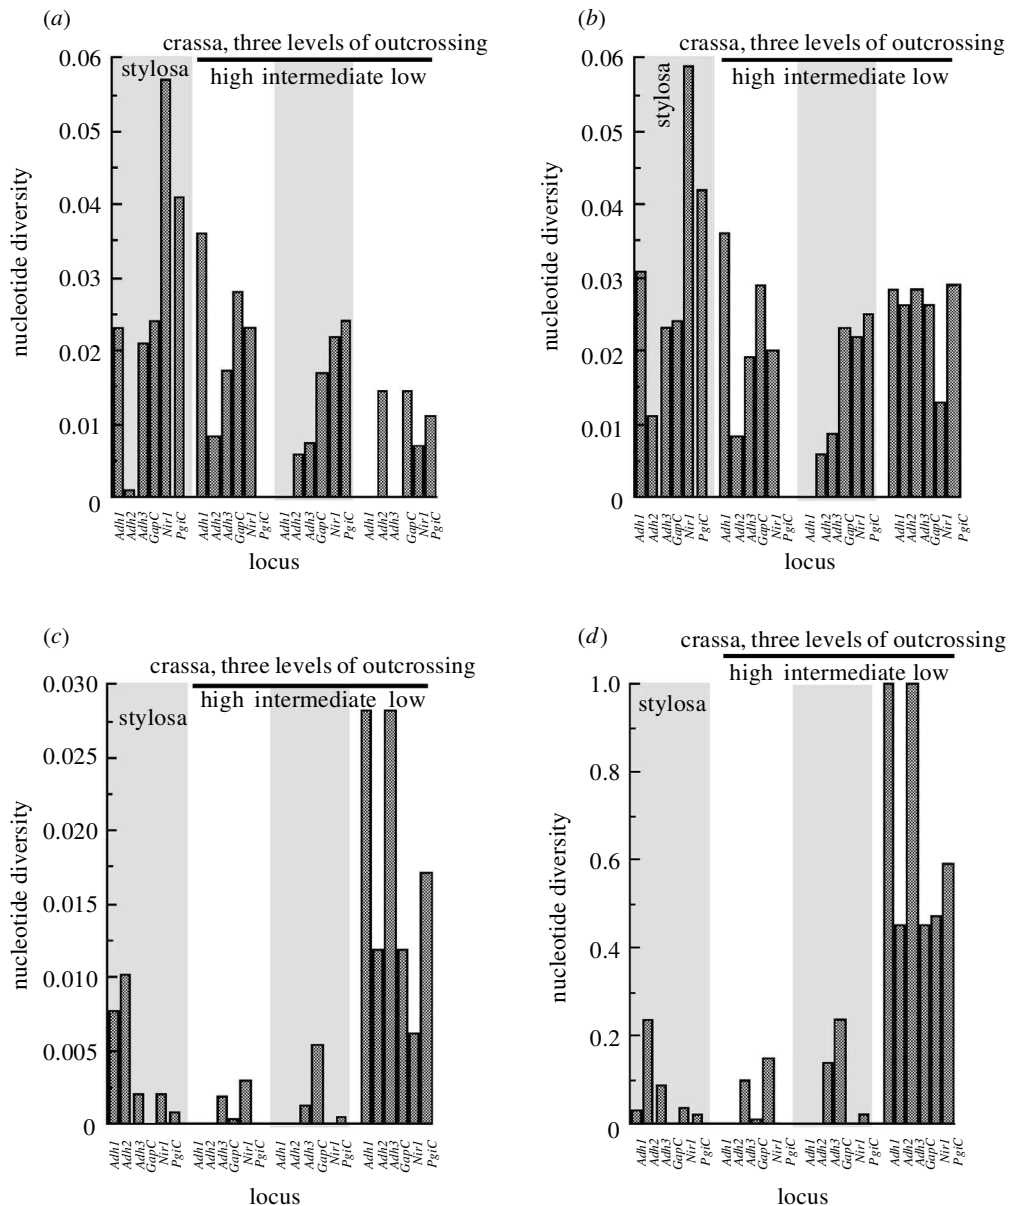 (a)
crassa, three levels of outcrossing
stylosa
high intermediate low
nucleotide diversity
0.06
0.05
0.04
0.03
0.02
0.01
0
Adh1 Adh2 Adh3 GapC Nir1 PgiC Adh1 Adh2 Adh3 GapC Nir1 PgiC Adh1 Adh2 Adh3 GapC Nir1 PgiC Adh1 Adh2 Adh3 GapC Nir1 PgiC
locus
(b)
crassa, three levels of outcrossing
stylosa
high intermediate low
nucleotide diversity
0.06
0.05
0.04
0.03
0.02
0.01
0
Adh1 Adh2 Adh3 GapC Nir1 PgiC Adh1 Adh2 Adh3 GapC Nir1 PgiC Adh1 Adh2 Adh3 GapC Nir1 PgiC Adh1 Adh2 Adh3 GapC Nir1 PgiC
locus
(c)
crassa, three levels of outcrossing
stylosa
high intermediate low
nucleotide diversity
0.030
0.025
0.020
0.015
0.010
0.005
0
Adh1 Adh2 Adh3 GapC Nir1 PgiC Adh1 Adh2 Adh3 GapC Nir1 PgiC Adh1 Adh2 Adh3 GapC Nir1 PgiC Adh1 Adh2 Adh3 GapC Nir1 PgiC
locus
(d)
crassa, three levels of outcrossing
stylosa
high intermediate low
nucleotide diversity
1.0
0.8
0.6
0.4
0.2
0
Adh1 Adh2 Adh3 GapC Nir1 PgiC Adh1 Adh2 Adh3 GapC Nir1 PgiC Adh1 Adh2 Adh3 GapC Nir1 PgiC Adh1 Adh2 Adh3 GapC Nir1 PgiC
locus